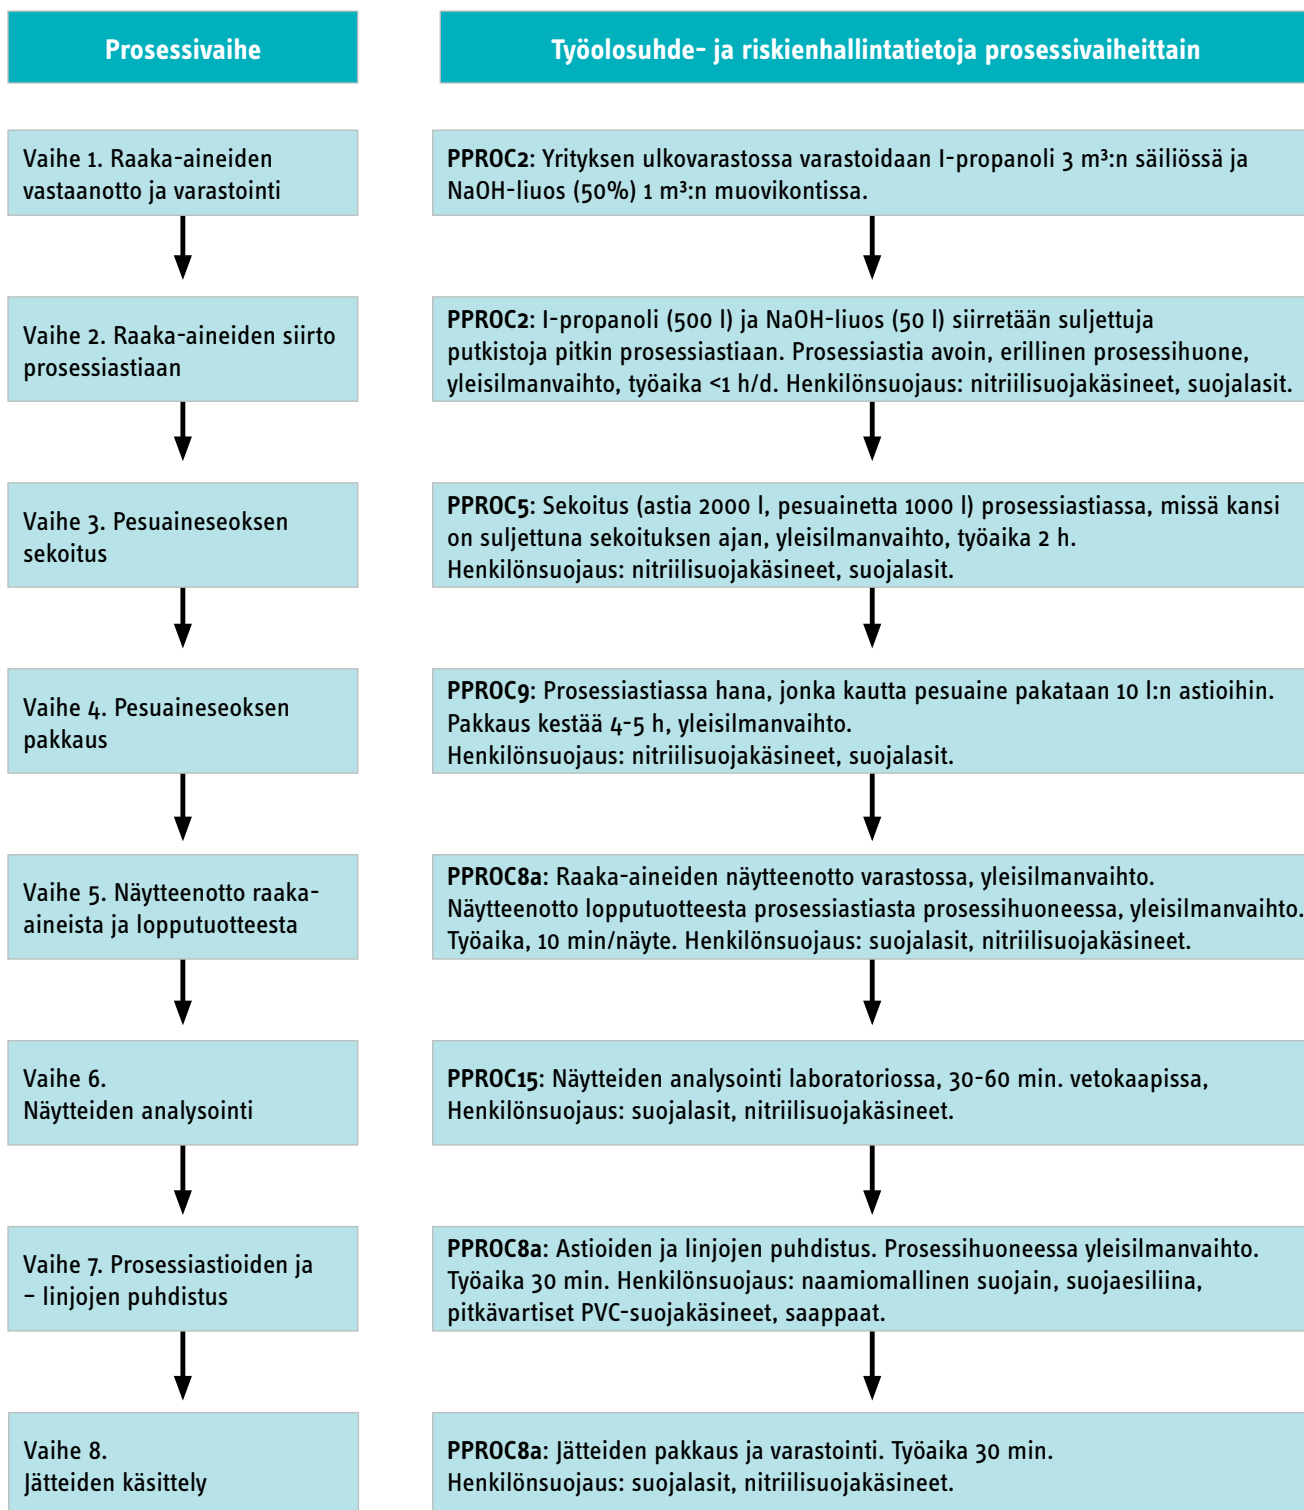 Prosessivaihe
Työolosuhde- ja riskienhallintatietoja prosessivaiheittain
Vaihe 1. Raaka-aineiden
vastaanotto ja varastointi
PPROC2: Yrityksen ulkovarastossa varastoidaan I-propanoli 3 m³:n säiliössä ja
NaOH-liuos (50%) 1 m³:n muovikontissa.
Vaihe 2. Raaka-aineiden siirto
prosessiastiaan
PPROC2: I-propanoli (500 l) ja NaOH-liuos (50 l) siirretään suljettuja
putkistoja pitkin prosessiastiaan. Prosessiastia avoin, erillinen prosessihuone,
yleisilmanvaihto, työaika <1 h/d. Henkilönsuojaus: nitriilisuojakäsineet, suojalasit.
Vaihe 3. Pesuaineseoksen
sekoitus
PPROC5: Sekoitus (astia 2000 l, pesuainetta 1000 l) prosessiastiassa, missä kansi
on suljettuna sekoituksen ajan, yleisilmanvaihto, työaika 2 h.
Henkilönsuojaus: nitriilisuojakäsineet, suojalasit.
Vaihe 4. Pesuaineseoksen
pakkaus
PPROC9: Prosessiastiassa hana, jonka kautta pesuaine pakataan 10 l:n astioihin.
Pakkaus kestää 4-5 h, yleisilmanvaihto.
Henkilönsuojaus: nitriilisuojakäsineet, suojalasit.
Vaihe 5. Näytteenotto raaka-
aineista ja lopputuotteesta
PPROC8a: Raaka-aineiden näytteenotto varastossa, yleisilmanvaihto.
Näytteenotto lopputuotteesta prosessiastiasta prosessihuoneessa, yleisilmanvaihto.
Työaika, 10 min/näyte. Henkilönsuojaus: suojalasit, nitriilisuojakäsineet.
Vaihe 6.
Näytteiden analysointi
PPROC15: Näytteiden analysointi laboratoriossa, 30-60 min. vetokaapissa,
Henkilönsuojaus: suojalasit, nitriilisuojakäsineet.
Vaihe 7. Prosessiastioiden ja
– linjojen puhdistus
PPROC8a: Astioiden ja linjojen puhdistus. Prosessihuoneessa yleisilmanvaihto.
Työaika 30 min. Henkilönsuojaus: naamiomallinen suojain, suojaesiliina,
pitkävartiset PVC-suojakäsineet, saappaat.
Vaihe 8.
Jätteiden käsittely
PPROC8a: Jätteiden pakkaus ja varastointi. Työaika 30 min.
Henkilönsuojaus: suojalasit, nitriilisuojakäsineet.